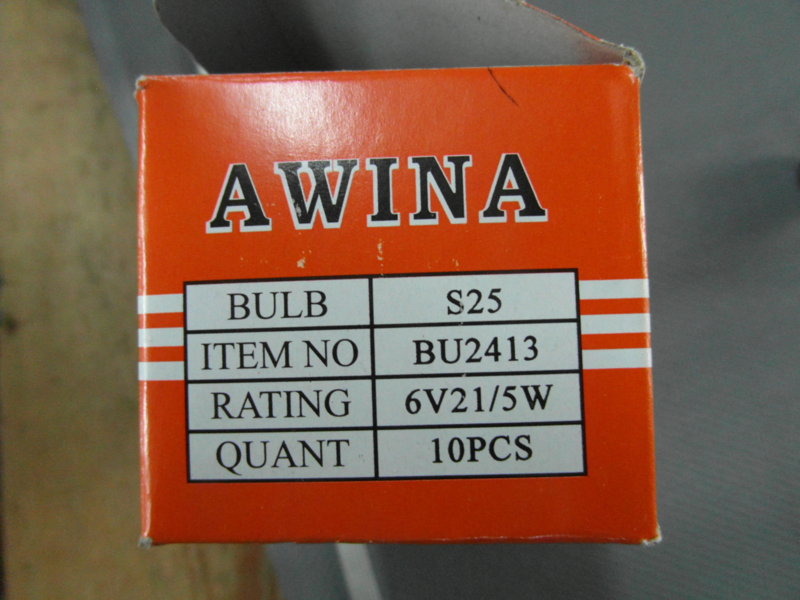 AWINA
BULB S25
ITEM NO BU2413
RATING 6V21/5W
QUANT 10PCS